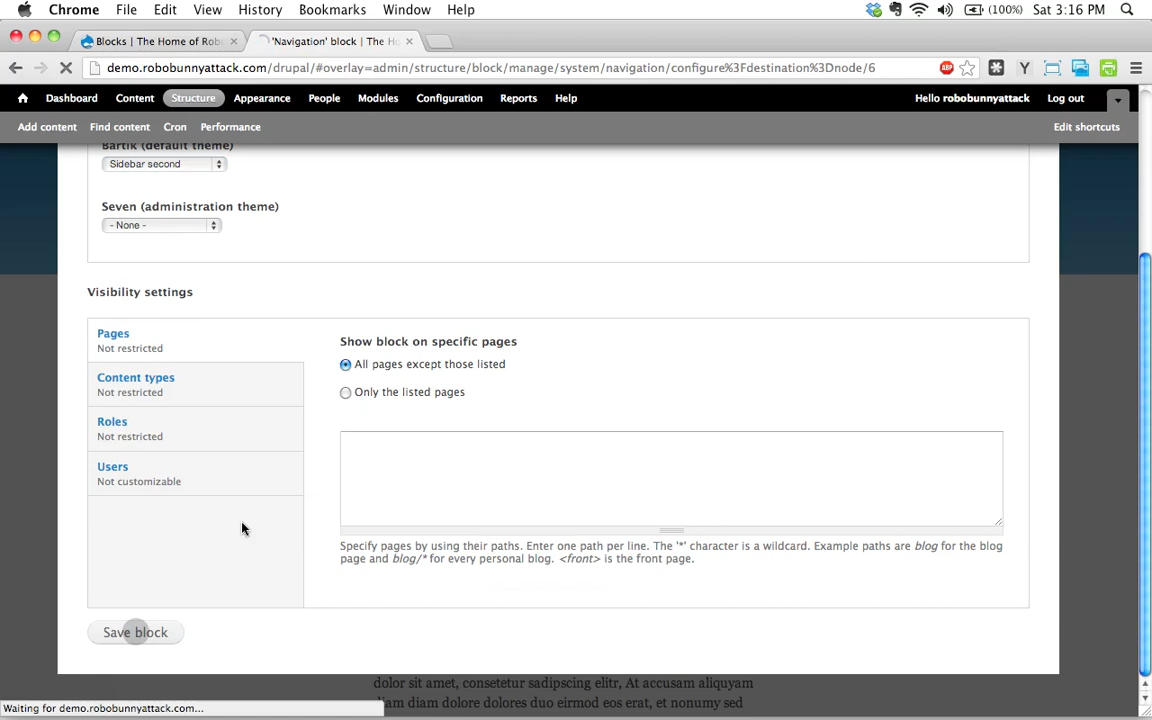 Chrome File Edit View History Bookmarks Window Help (100%) Sat 3:16 PM
Blocks | The Home of Rob 'Navigation' block | The H
demo.robobunnyattack.com/drupal/#overlay=admin/structure/block/manage/system/navigation/configure%3Fdestination%3Dnode/6 ABP Y
Dashboard Content Structure Appearance People Modules Configuration Reports Help Hello robobunnyattack Log out
Add content Find content Cron Performance Edit shortcuts
Bartik (default theme)
Sidebar second
Seven (administration theme)
- None -
Visibility settings
Pages
Not restricted
Content types
Not restricted
Roles
Not restricted
Users
Not customizable
Show block on specific pages
All pages except those listed
Only the listed pages
Specify pages by using their paths. Enter one path per line. The '*' character is a wildcard. Example paths are blog for the blog
page and blog/* for every personal blog. <front> is the front page.
Save block
dolor sit amet, consetetur sadipscing elitr, At accusam aliquyam
diam diam dolore dolores duo eirmod eos erat, et nonumy sed
Waiting for demo.robobunnyattack.com...